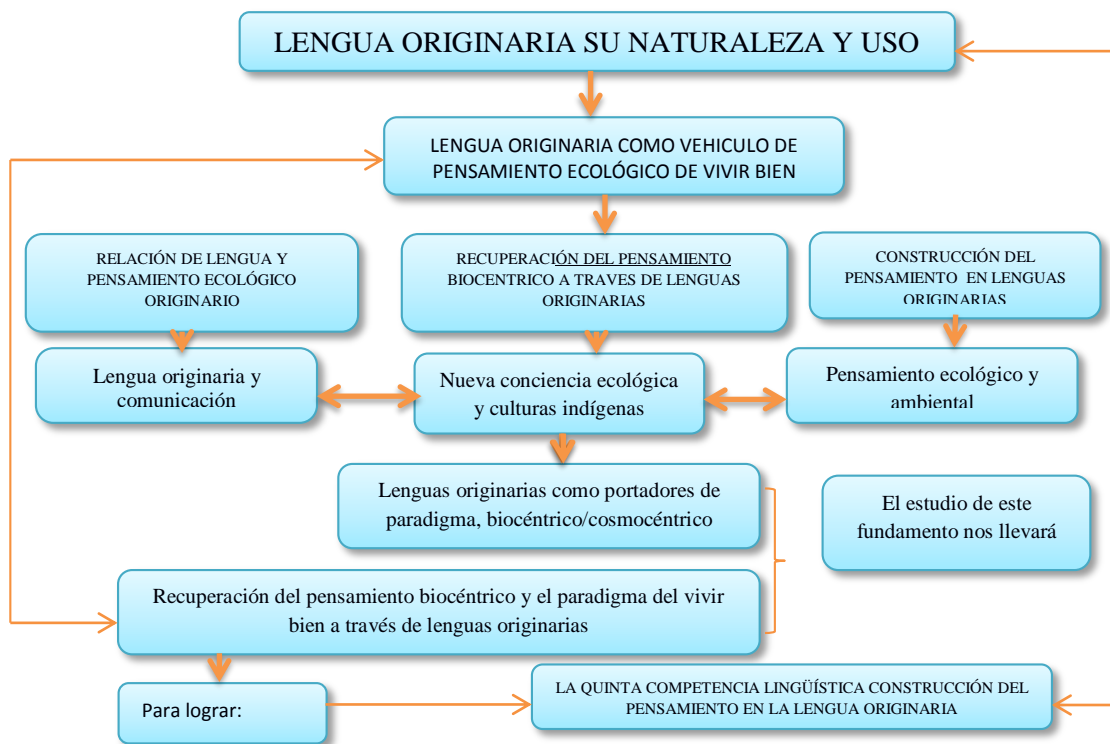 LENGUA ORIGINARIA SU NATURALEZA Y USO
LENGUA ORIGINARIA COMO VEHICULO DE
PENSAMIENTO ECOLÓGICO DE VIVIR BIEN
RELACIÓN DE LENGUA Y
PENSAMIENTO ECOLÓGICO
ORIGINARIO
RECUPERACIÓN DEL PENSAMIENTO
BIOCENTRICO A TRAVES DE LENGUAS
ORIGINARIAS
CONSTRUCCIÓN DEL
PENSAMIENTO EN LENGUAS
ORIGINARIAS
Lengua originaria y
comunicación
Nueva conciencia ecológica
y culturas indígenas
Pensamiento ecológico y
ambiental
Lenguas originarias como portadores de
paradigma, biocéntrico/cosmocéntrico
El estudio de este
fundamento nos llevará
Recuperación del pensamiento biocéntrico y el paradigma del vivir
bien a través de lenguas originarias
Para lograr:
LA QUINTA COMPETENCIA LINGÜÍSTICA CONSTRUCCIÓN DEL
PENSAMIENTO EN LA LENGUA ORIGINARIA